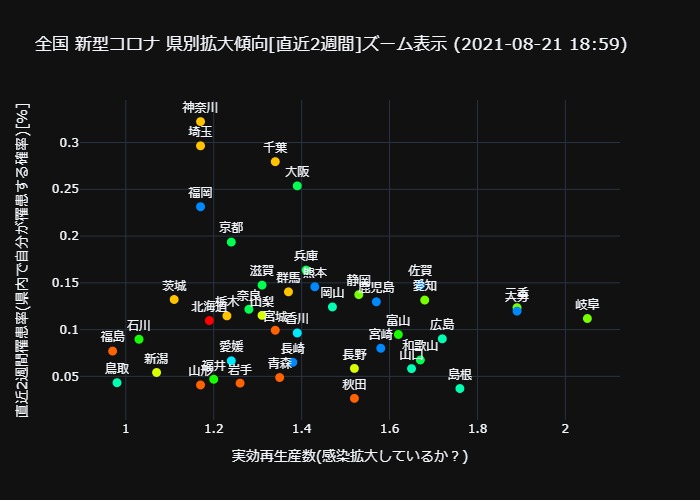 全国 新型コロナ 県別拡大傾向[直近2週間]ズーム表示 (2021-08-21 18:59)
直近2週間罹患率(県内で自分が罹患する確率)[%]
神奈川
埼玉
0.3
千葉
大阪
0.25
福岡
京都
0.2
兵庫
滋賀
熊本
佐賀
群馬
静岡
愛知
0.15
茨城
鹿児島
奈良
山梨
岡山
三重
大分
栃木
北海道
岐阜
宮城
香川
富山
広島
0.1
石川
福島
宮崎
愛媛
長崎
和歌山
山口
新潟
長野
鳥取
福井
山形
岩手
青森
島根
0.05
秋田
1
1.2
1.4
1.6
1.8
2
実効再生産数(感染拡大しているか？)